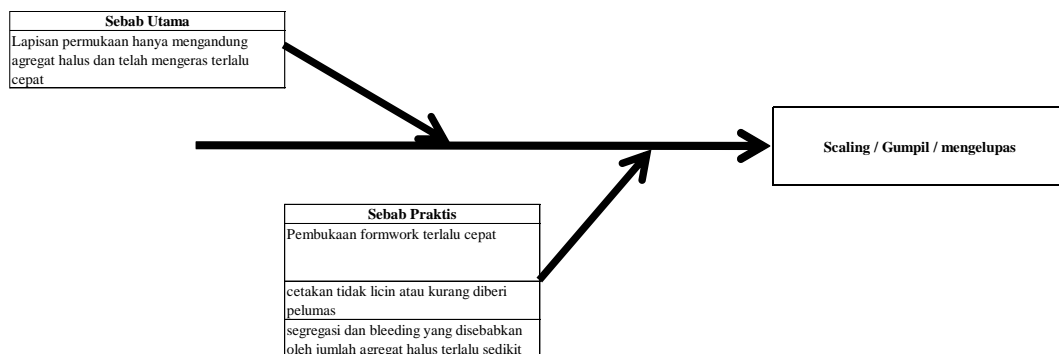 Sebab Utama
Lapisan permukaan hanya mengandung
agregat halus dan telah mengeras terlalu
cepat
Scaling / Gumpil / mengelupas
Sebab Praktis
Pembukaan formwork terlalu cepat
cetakan tidak licin atau kurang diberi
pelumas
segregasi dan bleeding yang disebabkan
oleh jumlah agregat halus terlalu sedikit